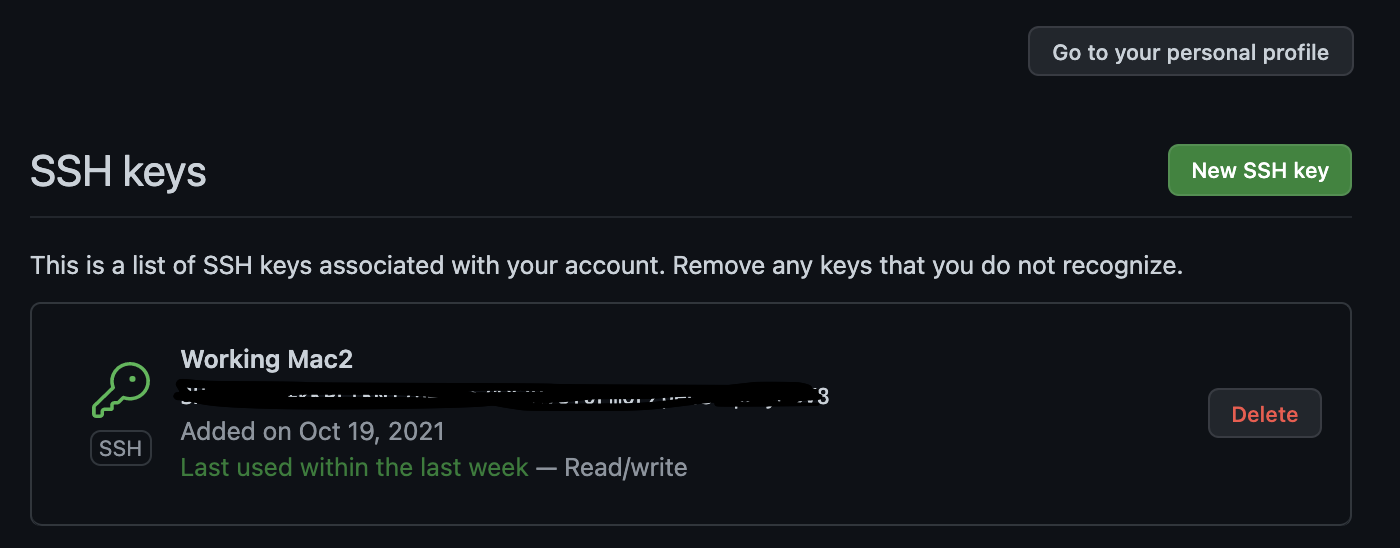 Go to your personal profile
SSH keys
New SSH key
This is a list of SSH keys associated with your account. Remove any keys that you do not recognize.
Working Mac2
Added on Oct 19, 2021
SSH
Delete
Last used within the last week — Read/write